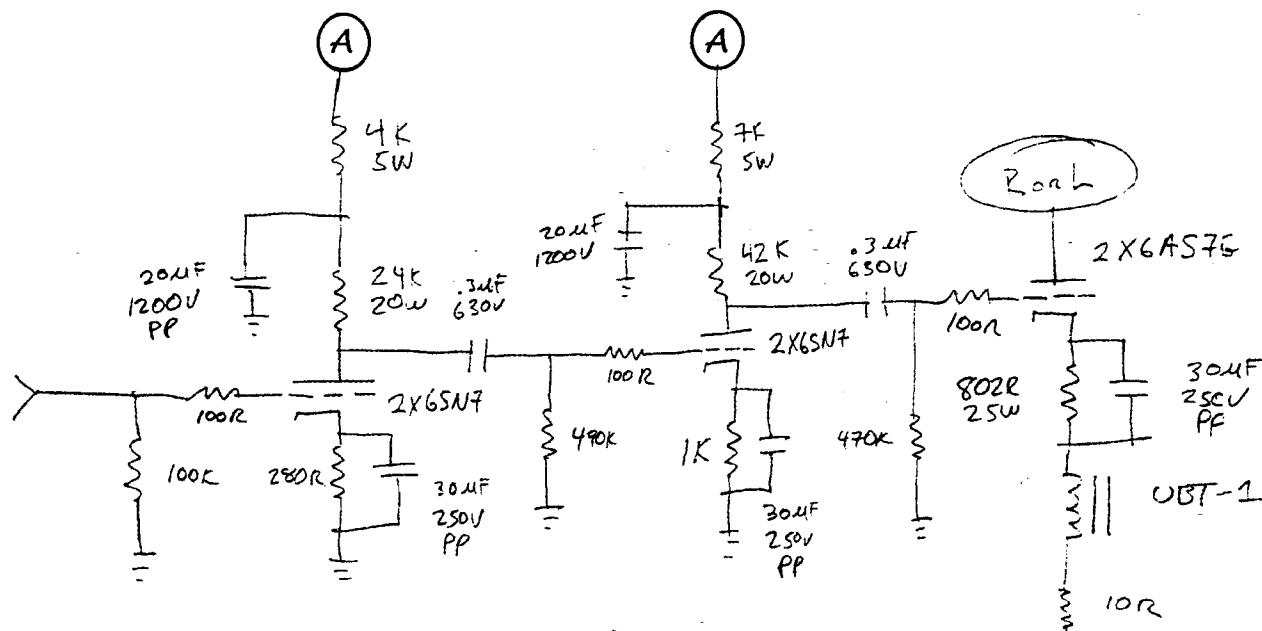 A
A
4K
5W
7K
5W
R or L
20µF
1200V
PP
24K
20W
.3µF
630V
20µF
1200V
42K
20W
.3µF
630V
2X6AS7G
100R
2X6SN7
100R
2X6SN7
100R
802R
25W
30µF
250V
100K
280R
30µF
250V
PP
490K
1K
30µF
250V
PP
470K
UBT-1
10R